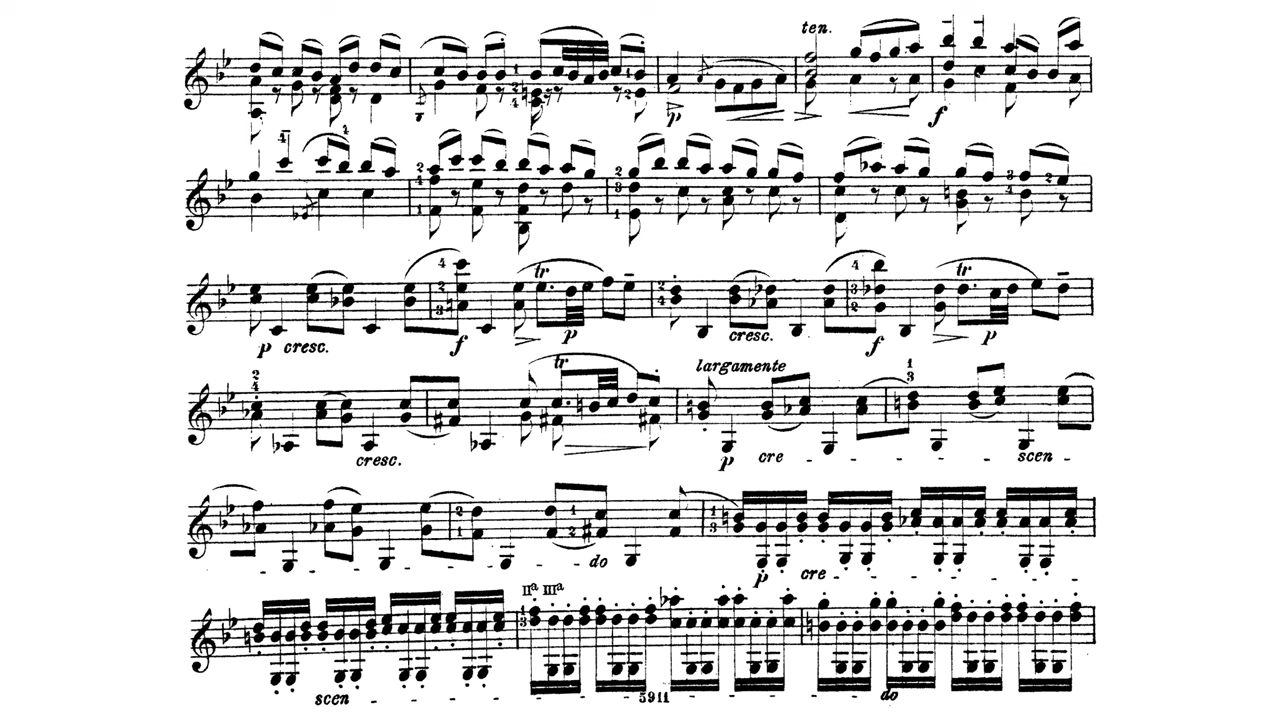 ten.
p f
p cresc. f p cresc. f p
cresc.
largamente
p cre - - - - - scen -
- - - - - - do - - - p cre - - - - -
IIª IIIª
scen - - - - - - - - - - - do - - - -
5911